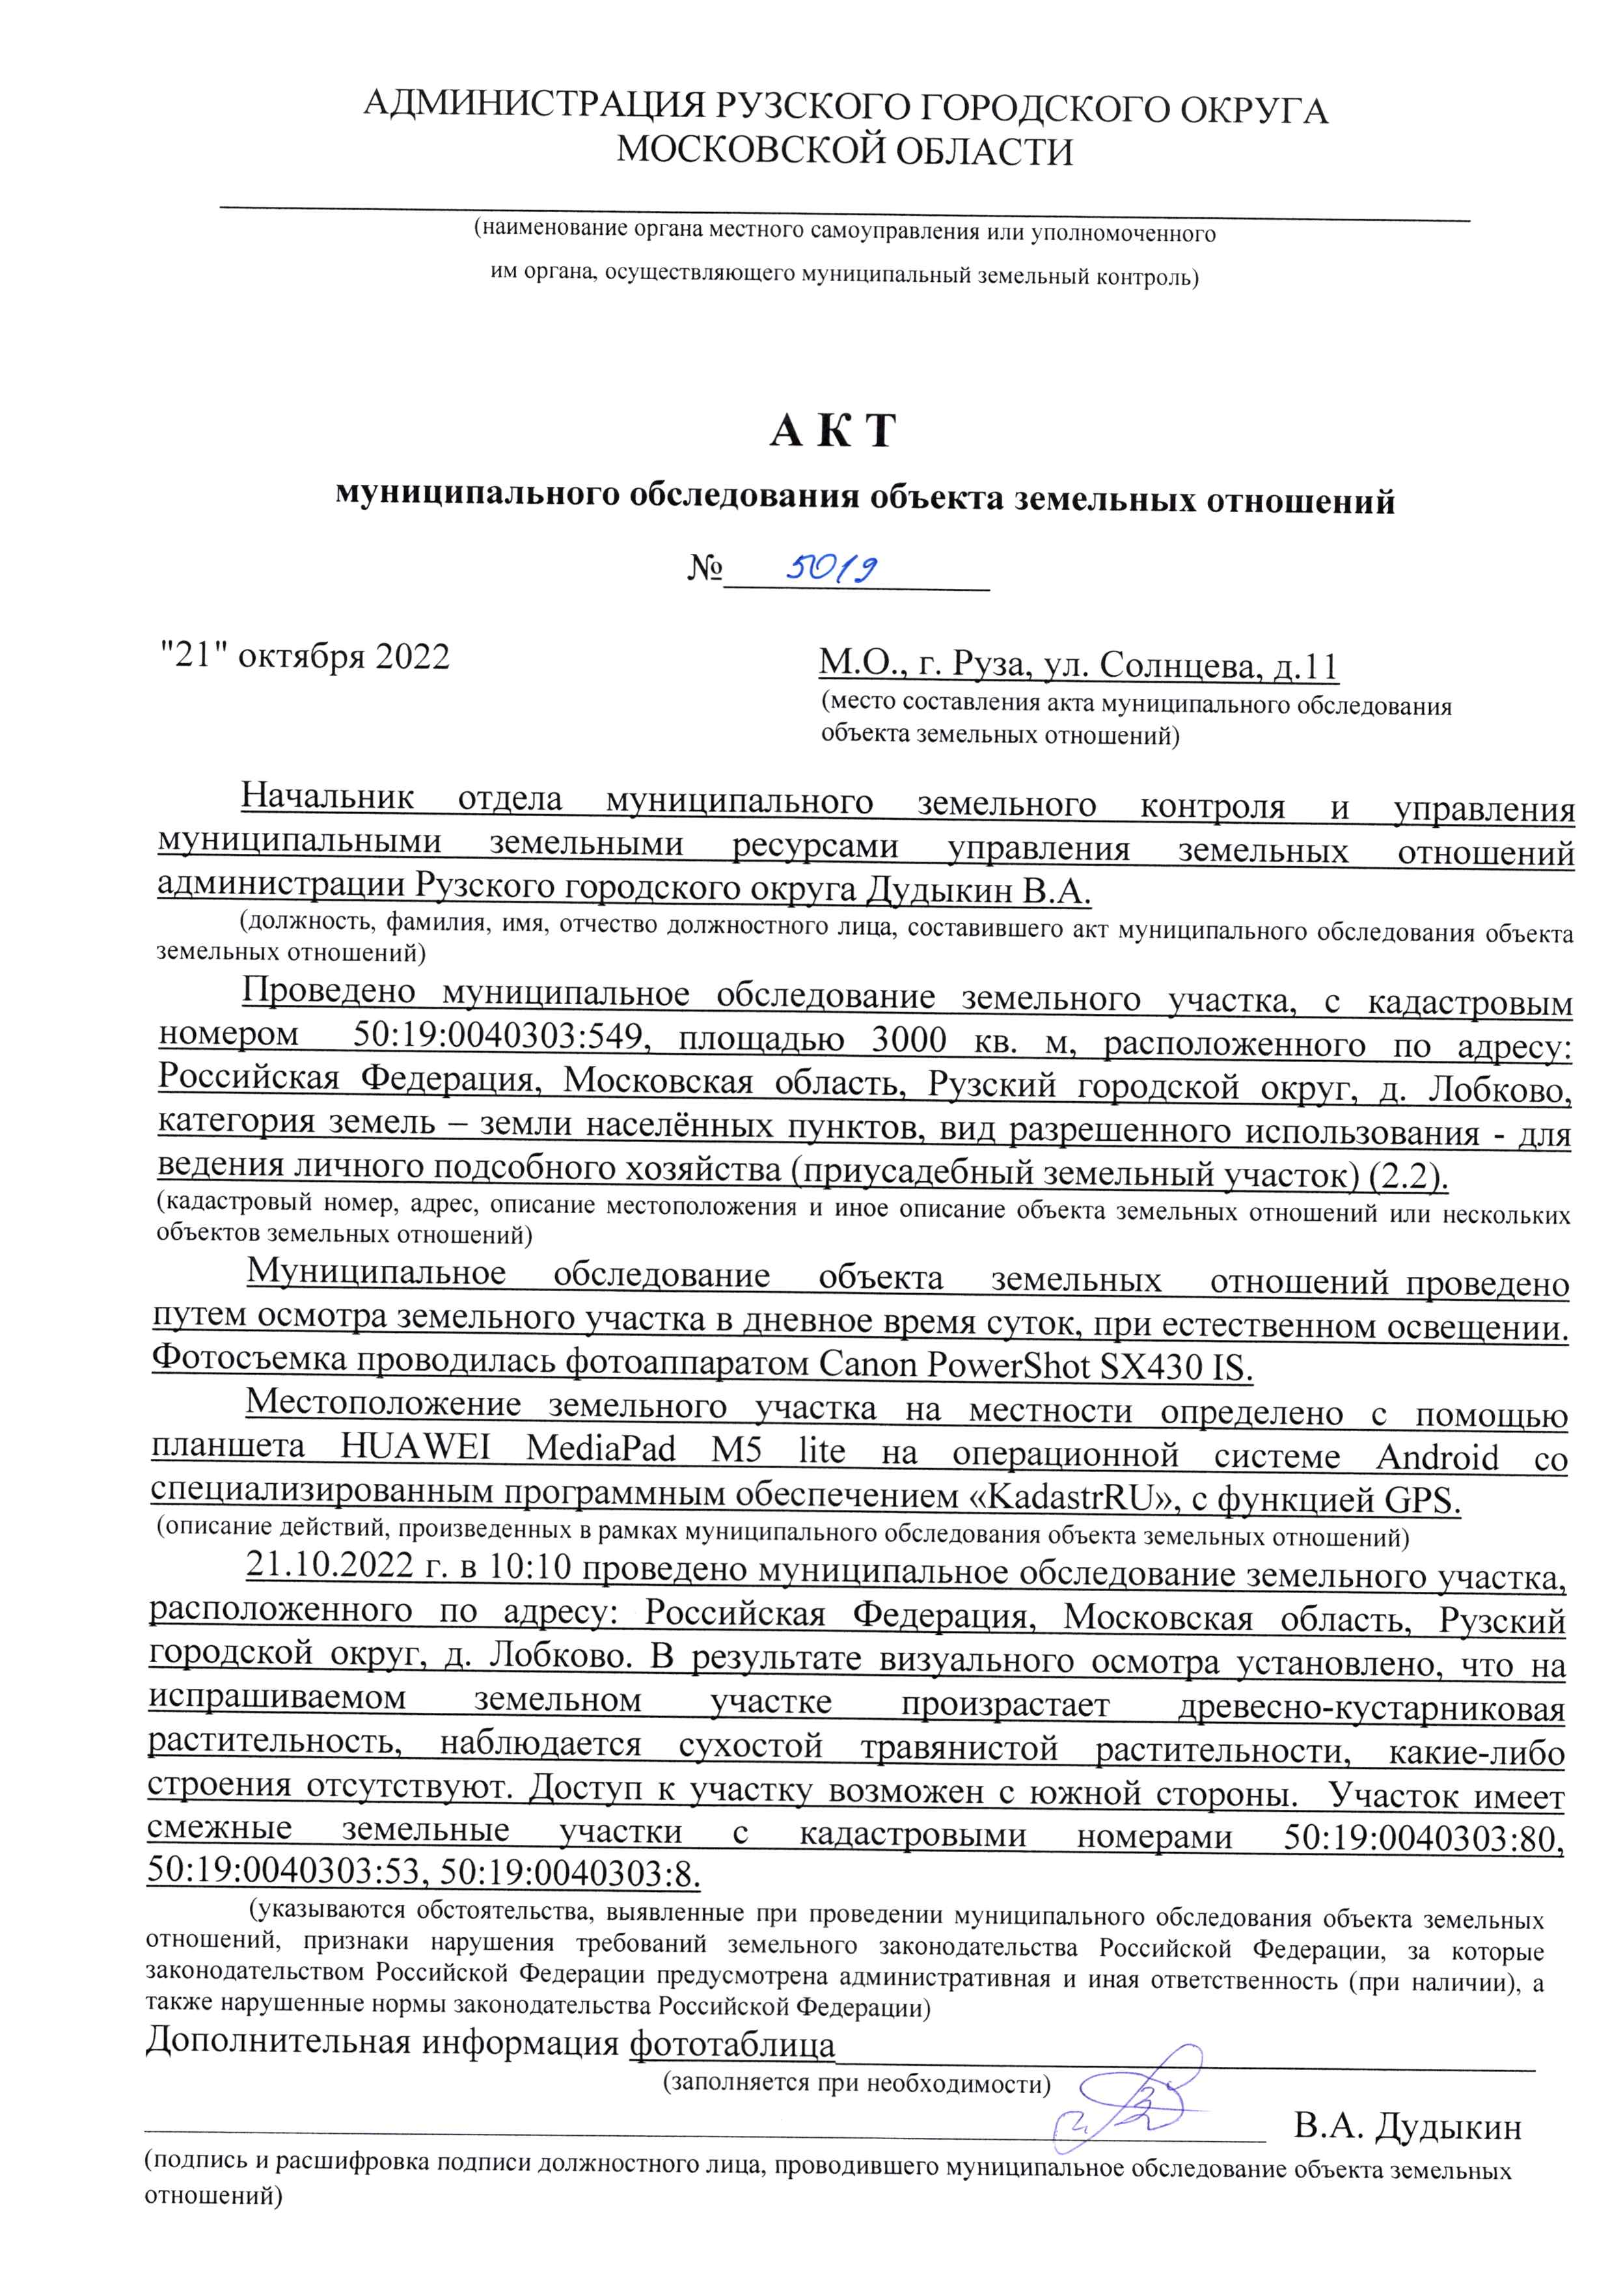 АДМИНИСТРАЦИЯ РУЗСКОГО ГОРОДСКОГО ОКРУГА
МОСКОВСКОЙ ОБЛАСТИ
(наименование органа местного самоуправления или уполномоченного
им органа, осуществляющего муниципальный земельный контроль)
А К Т
муниципального обследования объекта земельных отношений
№ 5019
"21" октября 2022
М.О., г. Руза, ул. Солнцева, д.11
(место составления акта муниципального обследования
объекта земельных отношений)
Начальник отдела муниципального земельного контроля и управления
муниципальными земельными ресурсами управления земельных отношений
администрации Рузского городского округа Дудыкин В.А.
(должность, фамилия, имя, отчество должностного лица, составившего акт муниципального обследования объекта
земельных отношений)
Проведено муниципальное обследование земельного участка, с кадастровым
номером 50:19:0040303:549, площадью 3000 кв. м, расположенного по адресу:
Российская Федерация, Московская область, Рузский городской округ, д. Лобково,
категория земель – земли населённых пунктов, вид разрешенного использования - для
ведения личного подсобного хозяйства (приусадебный земельный участок) (2.2).
(кадастровый номер, адрес, описание местоположения и иное описание объекта земельных отношений или нескольких
объектов земельных отношений)
Муниципальное обследование объекта земельных отношений проведено
путем осмотра земельного участка в дневное время суток, при естественном освещении.
Фотосъемка проводилась фотоаппаратом Canon PowerShot SX430 IS.
Местоположение земельного участка на местности определено с помощью
планшета HUAWEI MediaPad M5 lite на операционной системе Android со
специализированным программным обеспечением «KadastrRU», с функцией GPS.
(описание действий, произведенных в рамках муниципального обследования объекта земельных отношений)
21.10.2022 г. в 10:10 проведено муниципальное обследование земельного участка,
расположенного по адресу: Российская Федерация, Московская область, Рузский
городской округ, д. Лобково. В результате визуального осмотра установлено, что на
испрашиваемом земельном участке произрастает древесно-кустарниковая
растительность, наблюдается сухостой травянистой растительности, какие-либо
строения отсутствуют. Доступ к участку возможен с южной стороны. Участок имеет
смежные земельные участки с кадастровыми номерами 50:19:0040303:80,
50:19:0040303:53, 50:19:0040303:8.
(указываются обстоятельства, выявленные при проведении муниципального обследования объекта земельных
отношений, признаки нарушения требований земельного законодательства Российской Федерации, за которые
законодательством Российской Федерации предусмотрена административная и иная ответственность (при наличии), а
также нарушенные нормы законодательства Российской Федерации)
Дополнительная информация фототаблица
(заполняется при необходимости)
В.А. Дудыкин
(подпись и расшифровка подписи должностного лица, проводившего муниципальное обследование объекта земельных
отношений)